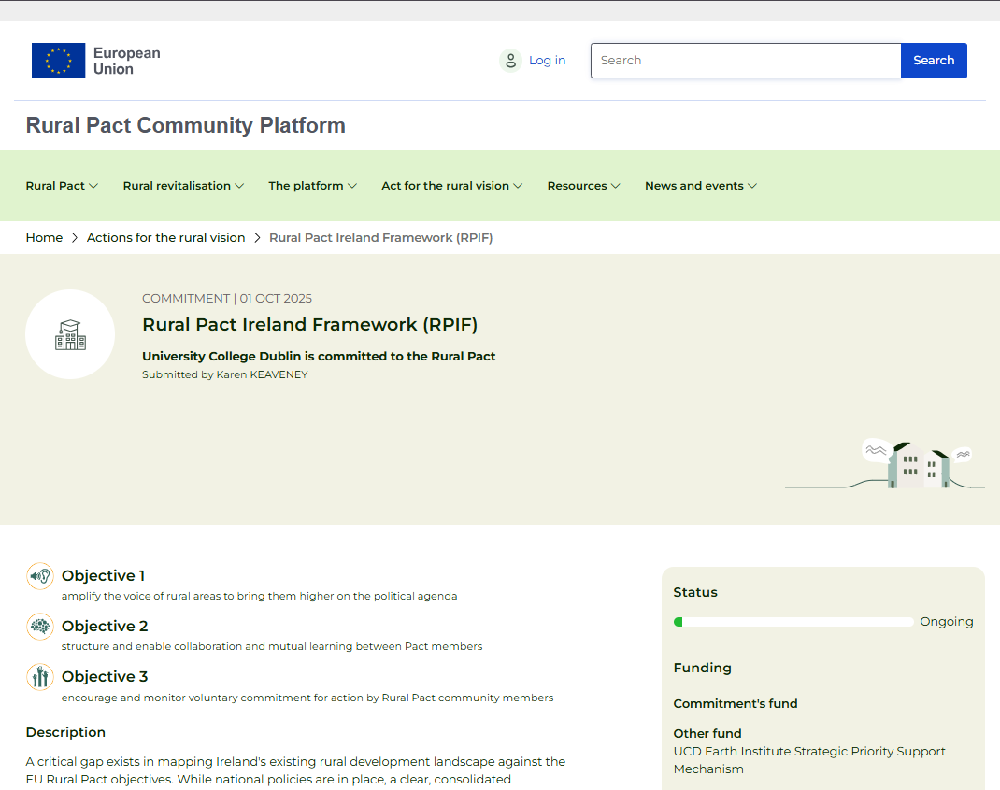 European
Union
Log in
Search
Search
Rural Pact Community Platform
Rural Pact
Rural revitalisation
The platform
Act for the rural vision
Resources
News and events
Home
Actions for the rural vision
Rural Pact Ireland Framework (RPIF)
COMMITMENT | 01 OCT 2025
Rural Pact Ireland Framework (RPIF)
University College Dublin is committed to the Rural Pact
Submitted by Karen KEAVENEY
Objective 1
amplify the voice of rural areas to bring them higher on the political agenda
Objective 2
structure and enable collaboration and mutual learning between Pact members
Objective 3
encourage and monitor voluntary commitment for action by Rural Pact community members
Description
A critical gap exists in mapping Ireland's existing rural development landscape against the
EU Rural Pact objectives. While national policies are in place, a clear, consolidated
Status
Ongoing
Funding
Commitment's fund
Other fund
UCD Earth Institute Strategic Priority Support
Mechanism